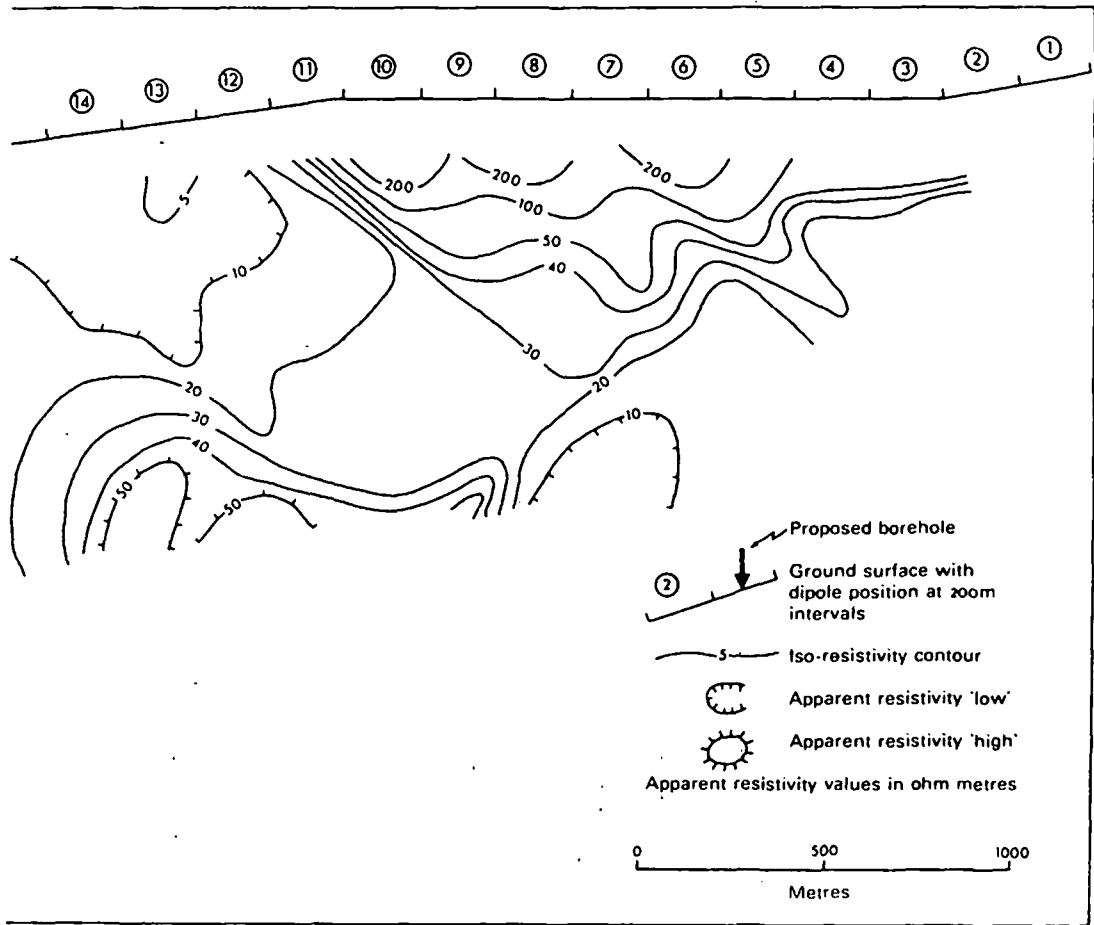 14 13 12 11 10 9 8 7 6 5 4 3 2 1
5
200 200 200
100
50
10
40
30
20
20
10
30
40
50
50
Proposed borehole
2
Ground surface with
dipole position at 200m
intervals
5
Iso-resistivity contour
Apparent resistivity 'low'
Apparent resistivity 'high'
Apparent resistivity values in ohm metres
0 500 1000
Metres